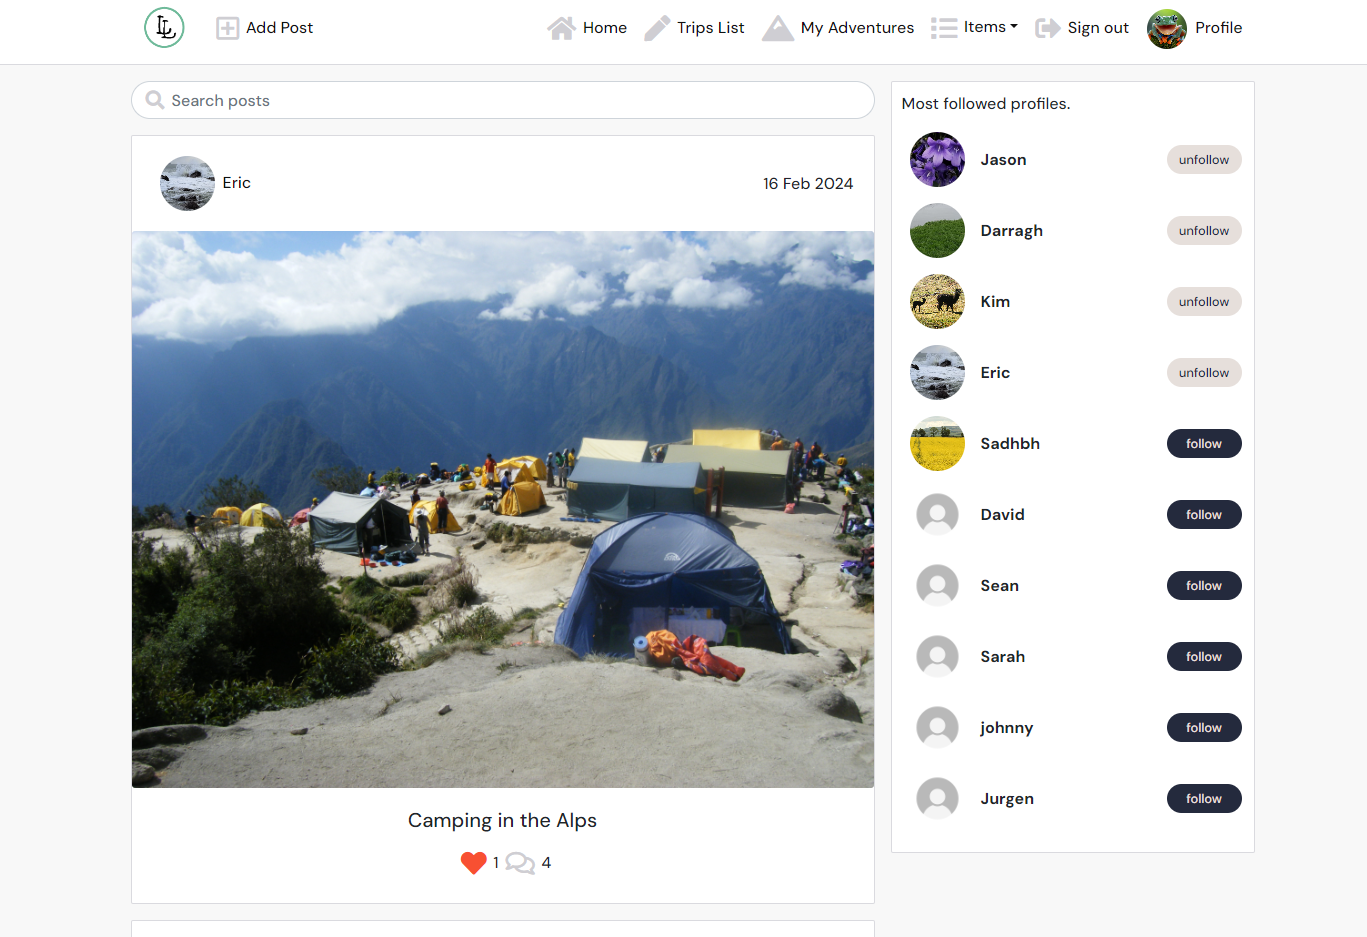 LL
Add Post
Home
Trips List
My Adventures
Items
Sign out
Profile
Search posts
Eric
16 Feb 2024
Camping in the Alps
1
4
Most followed profiles.
Jason
unfollow
Darragh
unfollow
Kim
unfollow
Eric
unfollow
Sadhbh
follow
David
follow
Sean
follow
Sarah
follow
johnny
follow
Jurgen
follow